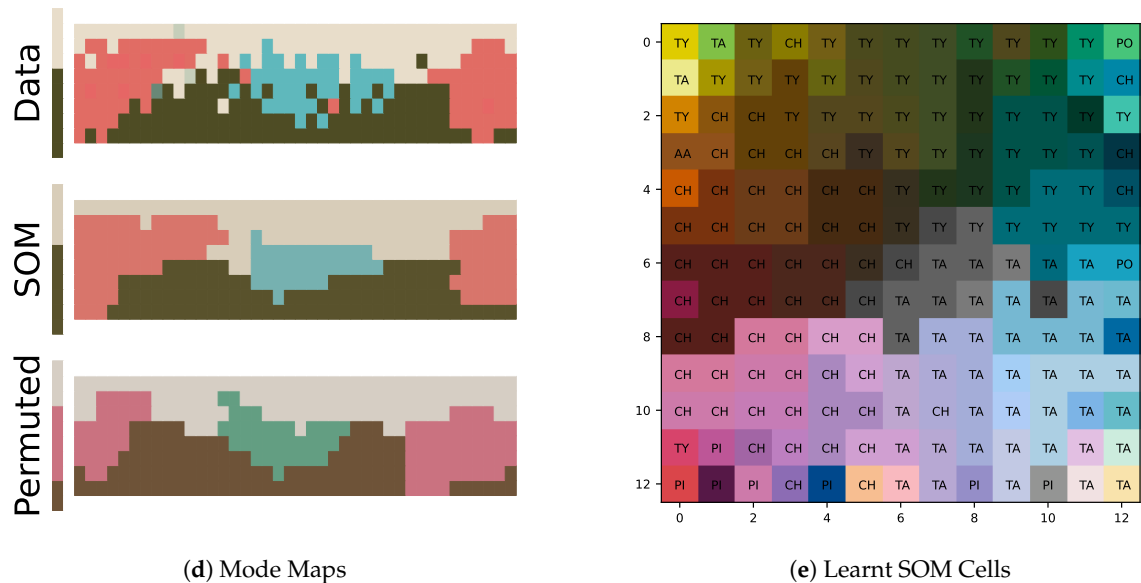 Data
SOM
Permuted
(d) Mode Maps
0 TY TA TY CH TY TY TY TY TY TY TY TY PO
TA TY TY TY TY TY TY TY TY TY TY TY CH
2 TY CH CH TY TY TY TY TY TY TY TY TY TY
AA CH CH CH CH TY TY TY TY TY TY TY CH
4 CH CH CH CH CH CH TY TY TY TY TY TY CH
CH CH CH CH CH CH TY TY TY TY TY TY TY
6 CH CH CH CH CH CH CH TA TA TA TA TA PO
CH CH CH CH CH CH TA TA TA TA TA TA TA
8 CH CH CH CH CH CH TA TA TA TA TA TA TA
CH CH CH CH CH CH TA TA TA TA TA TA TA
10 CH CH CH CH CH CH TA CH TA TA TA TA TA
TY PI CH CH CH CH TA TA TA TA TA TA TA
12 PI PI PI CH PI CH TA TA PI TA PI TA TA
0 2 4 6 8 10 12
(e) Learnt SOM Cells